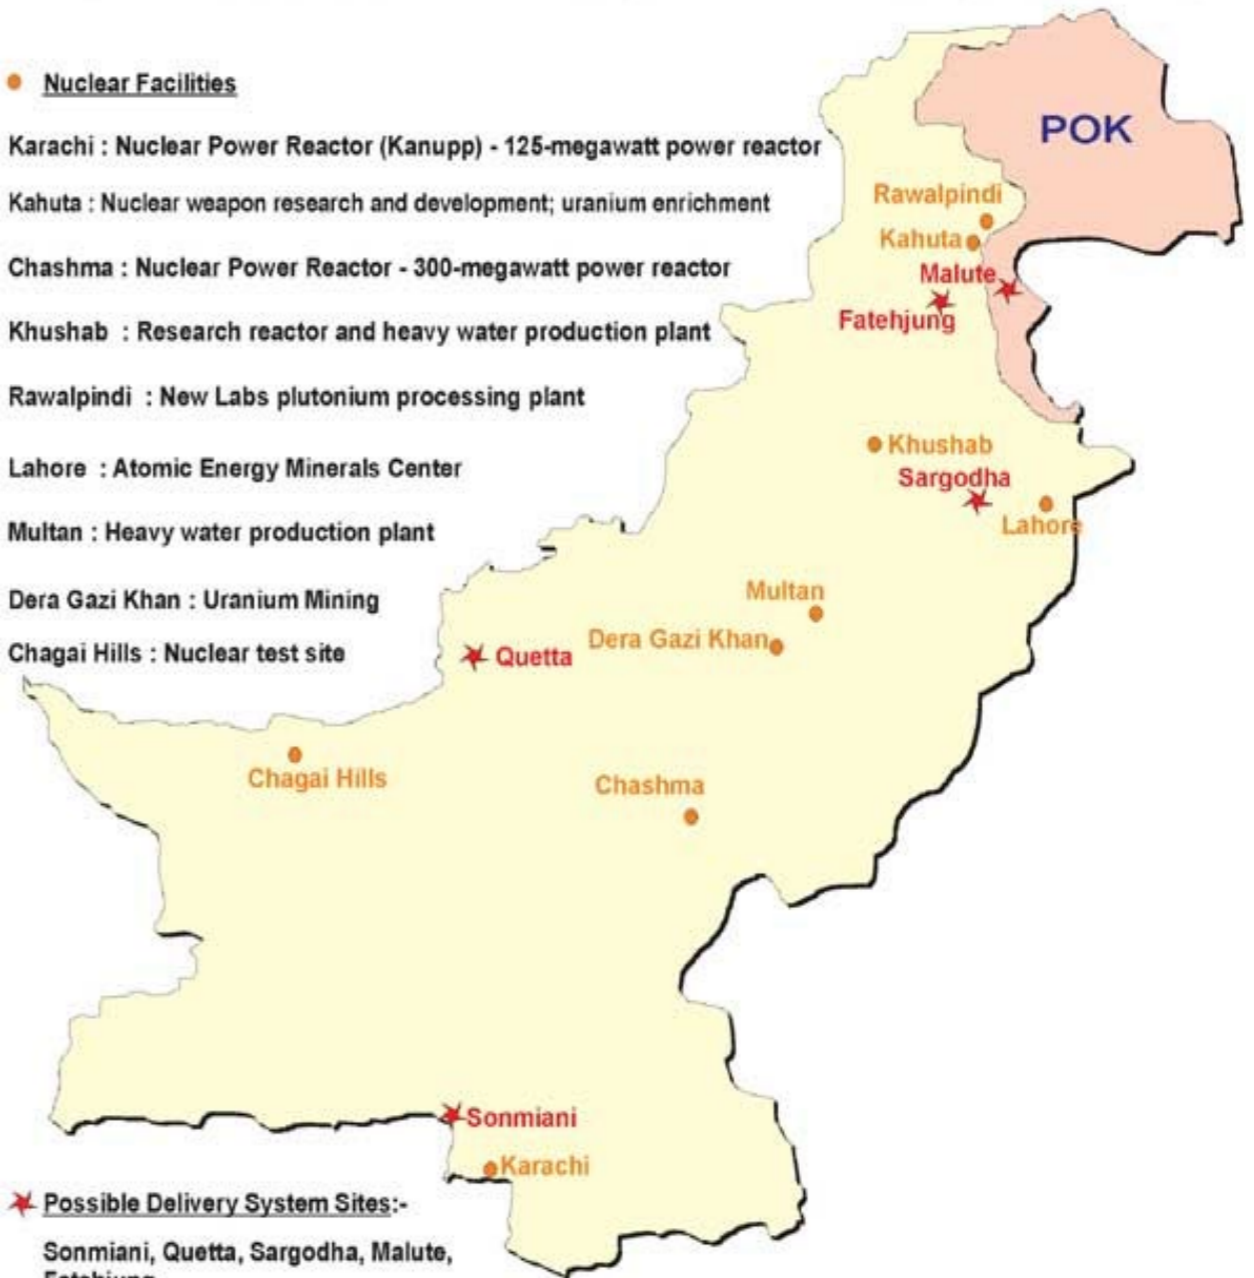 Nuclear Facilities
Karachi : Nuclear Power Reactor (Kanupp) - 125-megawatt power reactor
Kahuta : Nuclear weapon research and development; uranium enrichment
Chashma : Nuclear Power Reactor - 300-megawatt power reactor
Khushab : Research reactor and heavy water production plant
Rawalpindi : New Labs plutonium processing plant
Lahore : Atomic Energy Minerals Center
Multan : Heavy water production plant
Dera Gazi Khan : Uranium Mining
Chagai Hills : Nuclear test site
POK
Rawalpindi
Kahuta
Malute
Fatehjung
Khushab
Sargodha
Lahore
Multan
Dera Gazi Khan
Quetta
Chagai Hills
Chashma
Sonmiani
Karachi
Possible Delivery System Sites:-
Sonmiani, Quetta, Sargodha, Malute,